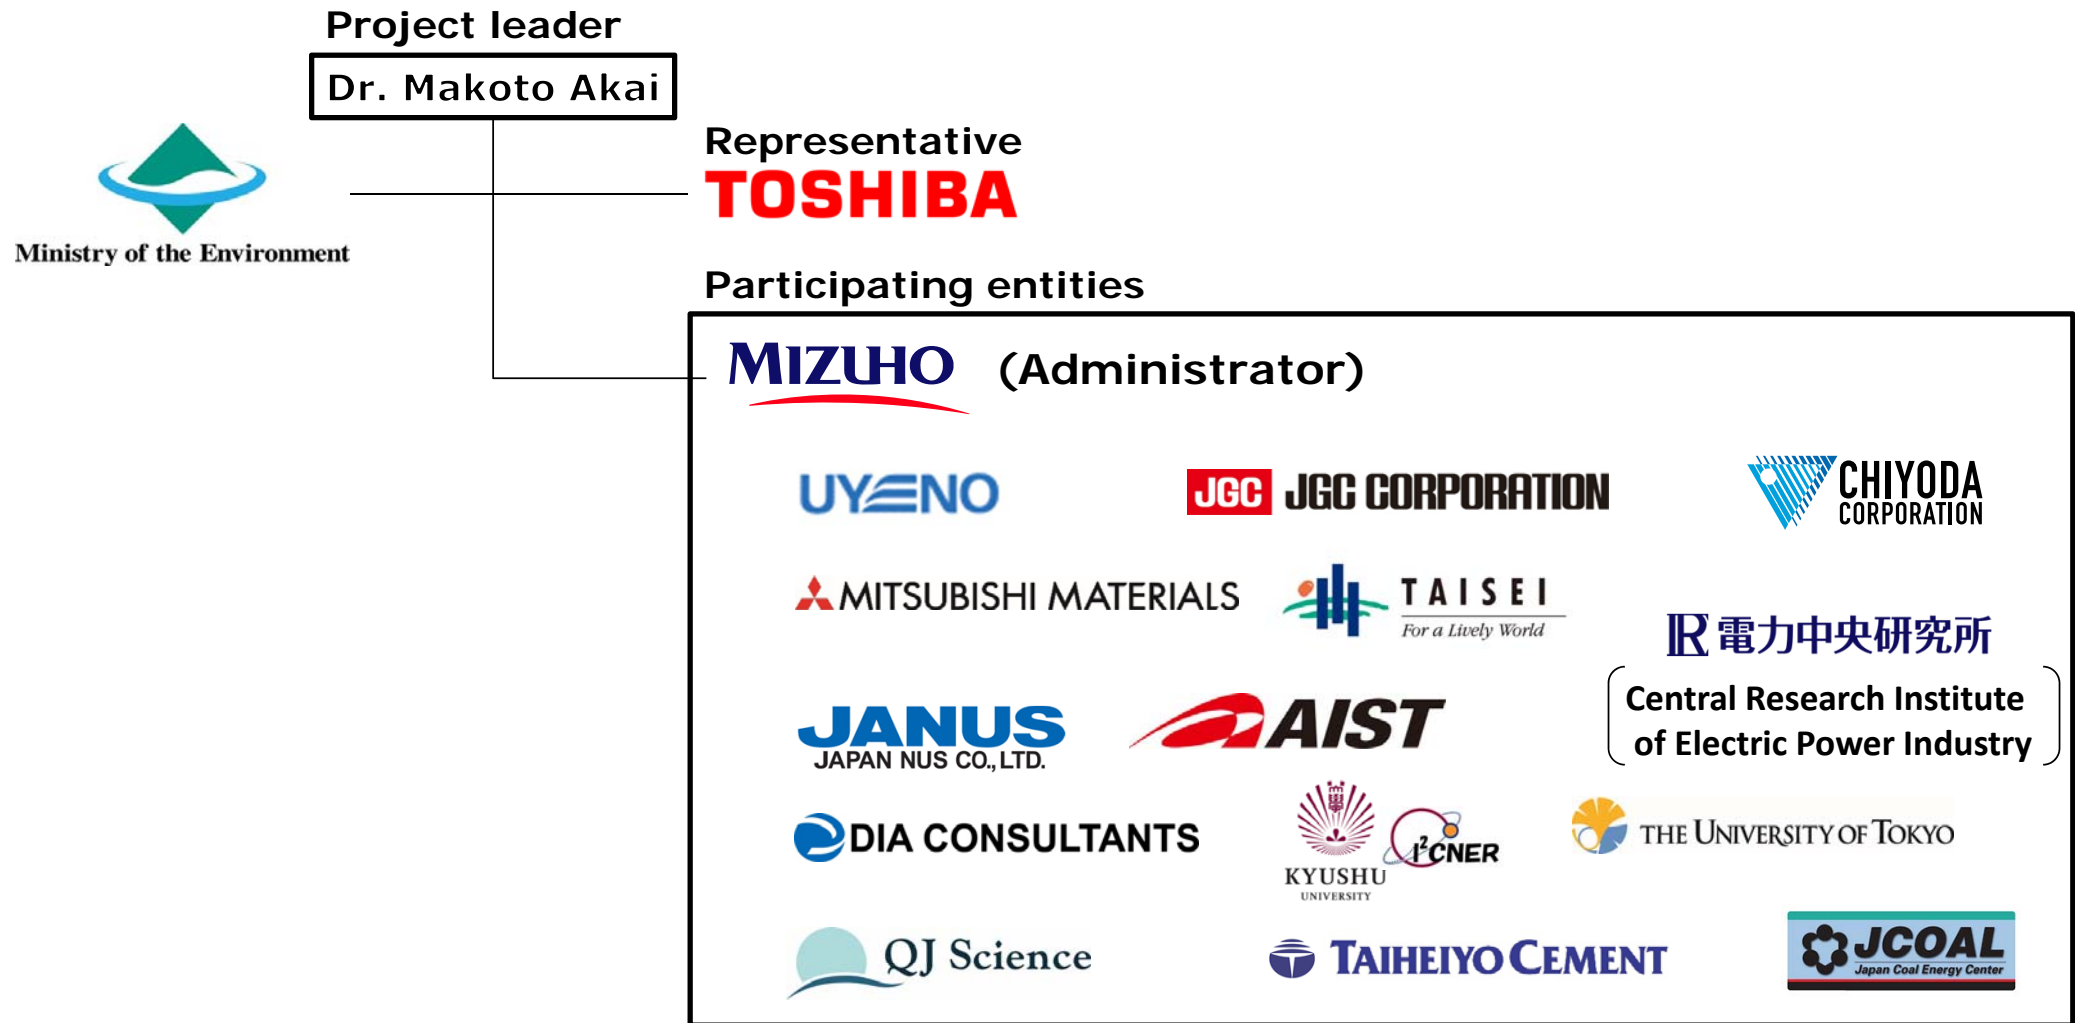 Project leader
Dr. Makoto Akai
Ministry of the Environment
Representative
TOSHIBA
Participating entities
MIZUHO (Administrator)
UYENO
JGC JGC CORPORATION
CHIYODA
CORPORATION
MITSUBISHI MATERIALS
TAISEI
For a Lively World
電力中央研究所
Central Research Institute
of Electric Power Industry
JANUS
JAPAN NUS CO., LTD.
AIST
DIA CONSULTANTS
KYUSHU
UNIVERSITY
I²CNER
THE UNIVERSITY OF TOKYO
QJ Science
TAIHEIYO CEMENT
JCOAL
Japan Coal Energy Center